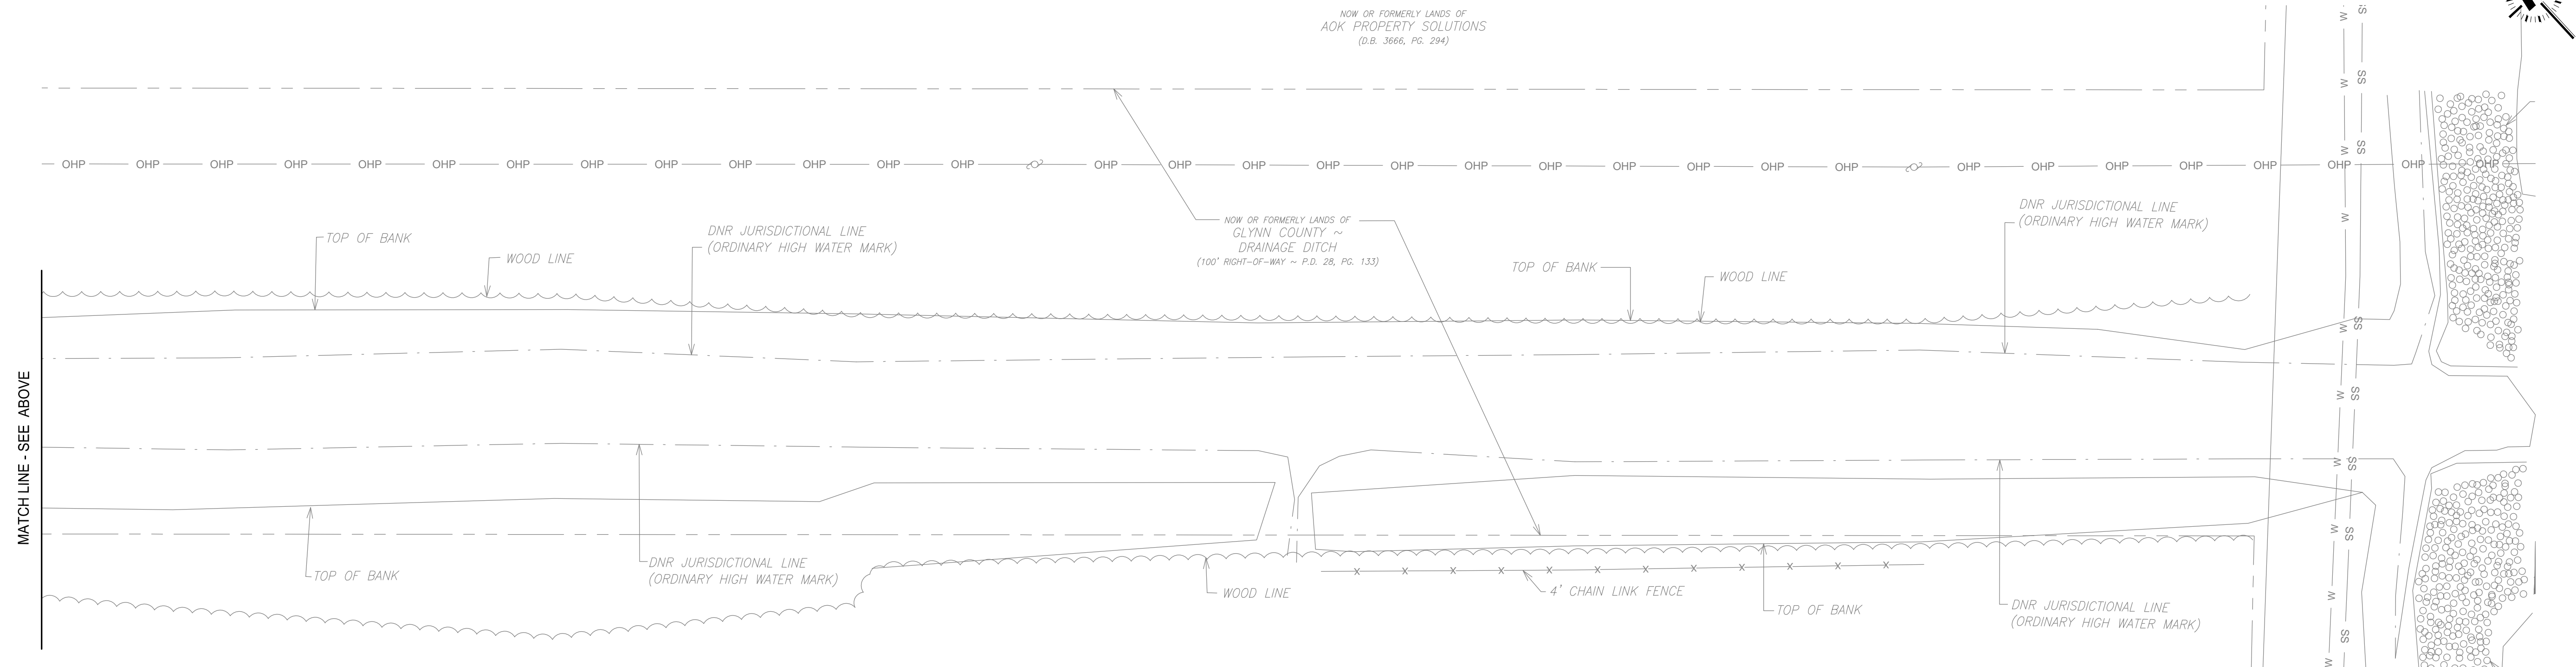 NOW OR FORMERLY LANDS OF
AOK PROPERTY SOLUTIONS
(D.B. 3666, PG. 294)
OHP OHP OHP OHP OHP OHP OHP OHP OHP OHP OHP OHP OHP OHP OHP OHP OHP OHP OHP OHP OHP OHP OHP OHP OHP OHP OHP OHP OHP OHP OHP
TOP OF BANK
WOOD LINE
DNR JURISDICTIONAL LINE
(ORDINARY HIGH WATER MARK)
NOW OR FORMERLY LANDS OF
GLYNN COUNTY ~
DRAINAGE DITCH
(100' RIGHT-OF-WAY ~ P.D. 28, PG. 133)
TOP OF BANK
WOOD LINE
DNR JURISDICTIONAL LINE
(ORDINARY HIGH WATER MARK)
MATCH LINE - SEE ABOVE
TOP OF BANK
DNR JURISDICTIONAL LINE
(ORDINARY HIGH WATER MARK)
WOOD LINE
X X X X X X X X X X X X
4' CHAIN LINK FENCE
TOP OF BANK
DNR JURISDICTIONAL LINE
(ORDINARY HIGH WATER MARK)
W W W W W W W W W W W
SS SS SS SS SS SS SS SS